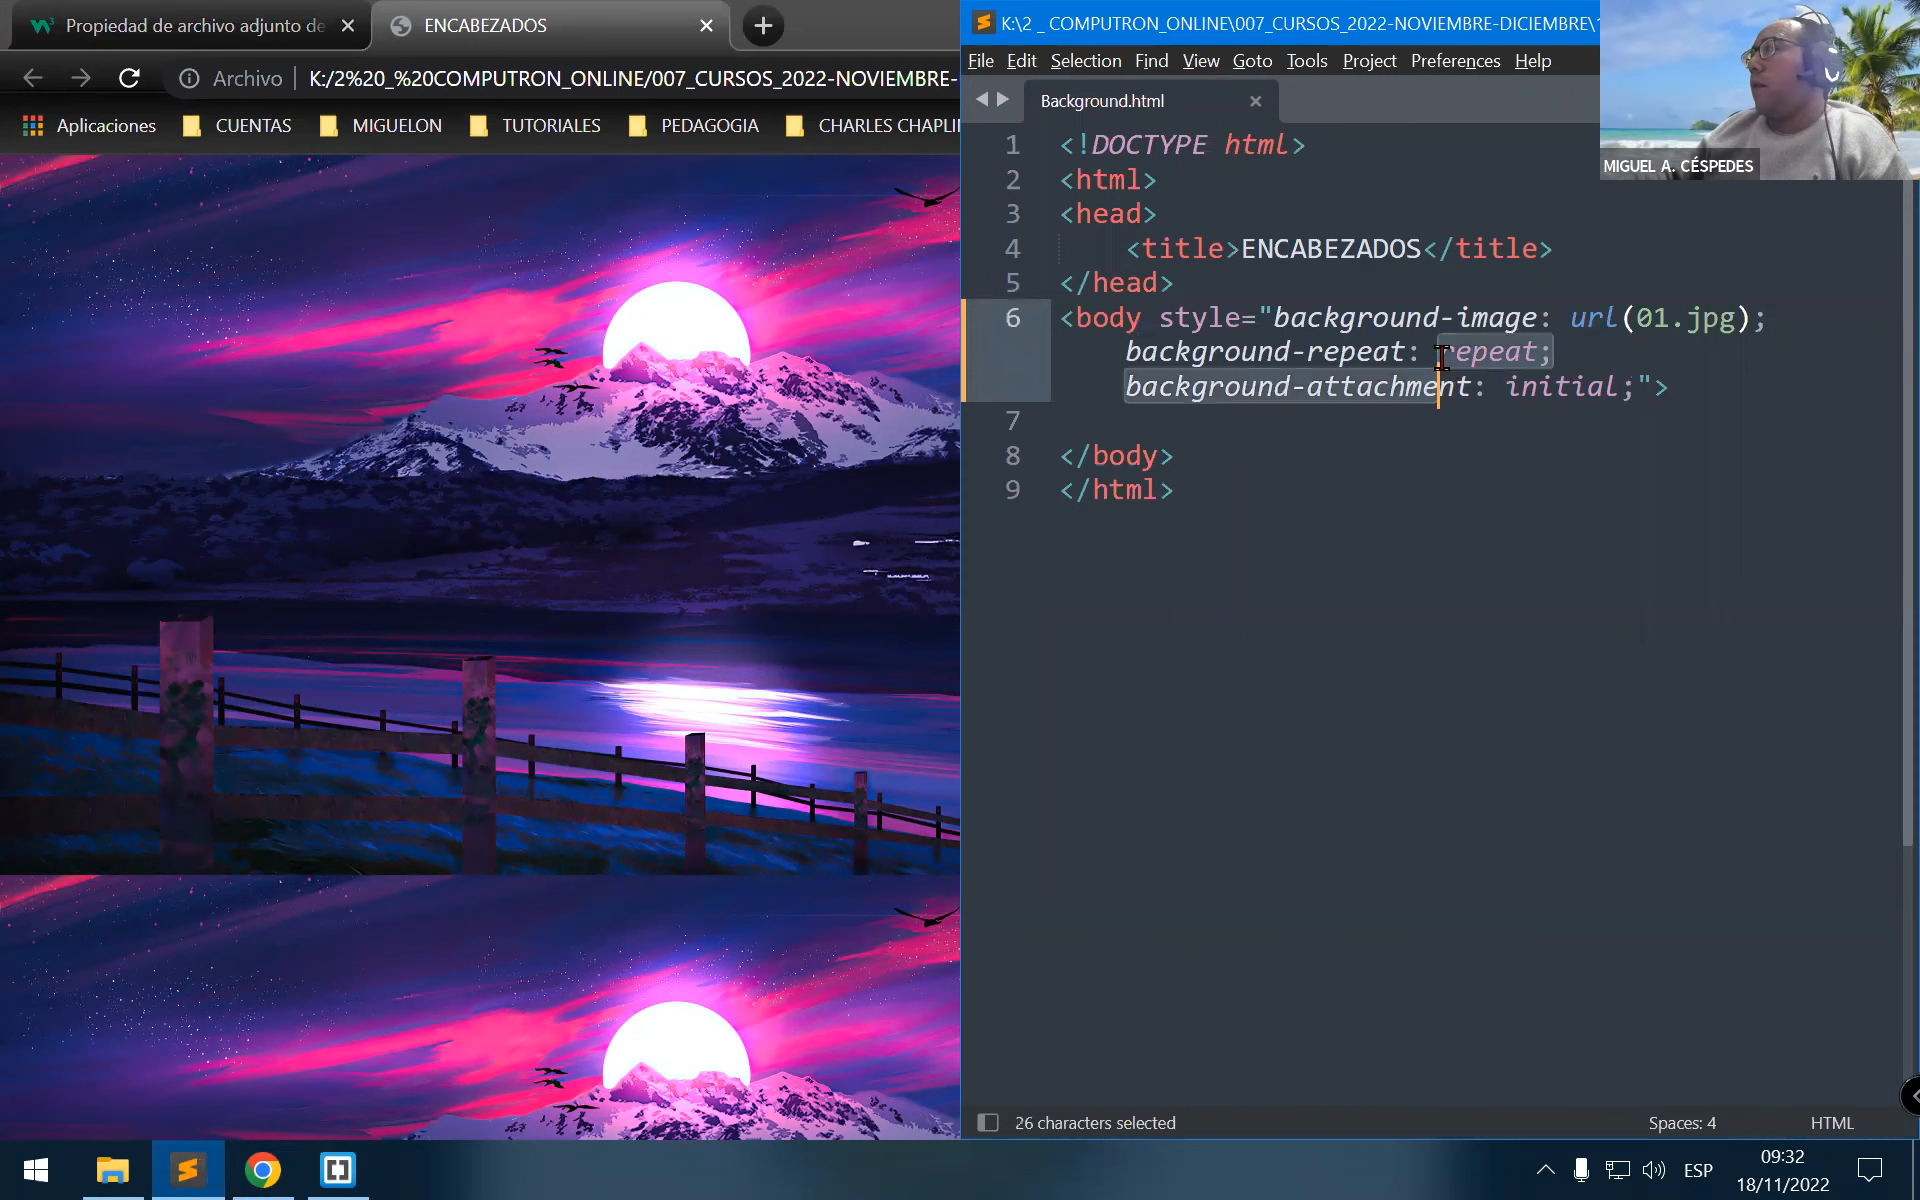 Propiedad de archivo adjunto de
ENCABEZADOS
Archivo
K:/2%20_%20COMPUTRON_ONLINE/007_CURSOS_2022-NOVIEMBRE-
Aplicaciones
CUENTAS
MIGUELON
TUTORIALES
PEDAGOGIA
CHARLES CHAPLI
K:\2 _ COMPUTRON_ONLINE\007_CURSOS_2022-NOVIEMBRE-DICIEMBRE\
File Edit Selection Find View Goto Tools Project Preferences Help
Background.html
MIGUEL A. CÉSPEDES
1 <!DOCTYPE html>
2 <html>
3 <head>
4 <title>ENCABEZADOS</title>
5 </head>
6 <body style="background-image: url(01.jpg);
background-repeat: repeat;
background-attachment: initial;">
7
8 </body>
9 </html>
26 characters selected
Spaces: 4
HTML
ESP
09:32
18/11/2022